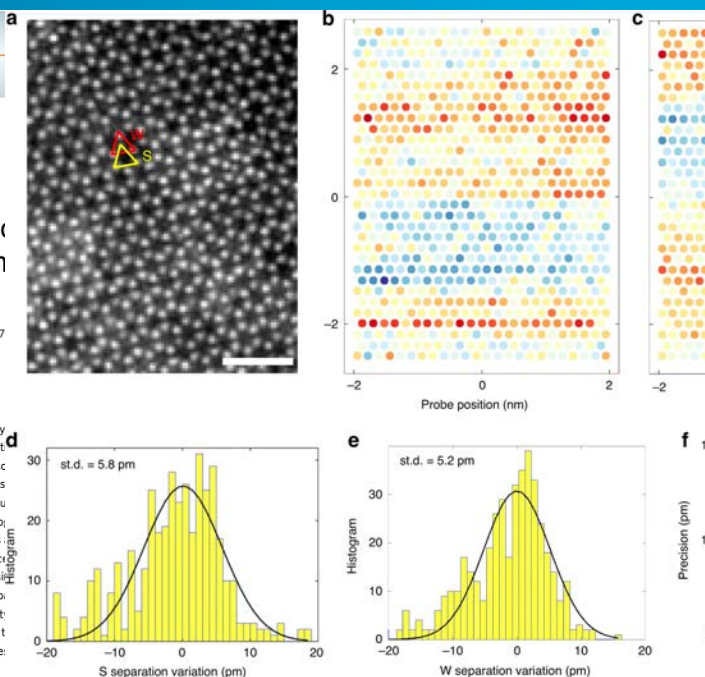 a
W
S
b
2
0
−2
−2
0
2
Probe position (nm)
c
−2
d
st.d. = 5.8 pm
30
20
10
0
Histogram
−20
−10
0
10
20
S separation variation (pm)
e
st.d. = 5.2 pm
30
20
10
0
Histogram
−20
−10
0
10
20
W separation variation (pm)
f
Precision (pm)